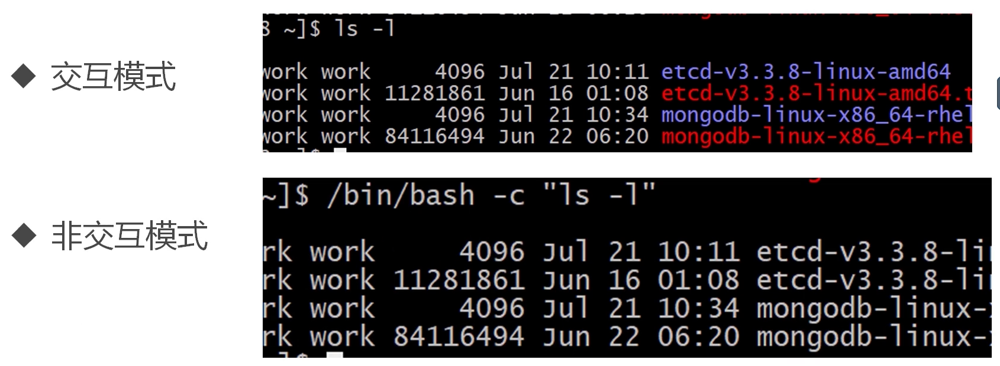 交互模式
8 ~]$ ls -l
work work 4096 Jul 21 10:11 etcd-v3.3.8-linux-amd64
work work 11281861 Jun 16 01:08 etcd-v3.3.8-linux-amd64.t
work work 4096 Jul 21 10:34 mongodb-linux-x86_64-rhel
work work 84116494 Jun 22 06:20 mongodb-linux-x86_64-rhel
非交互模式
~]$ /bin/bash -c "ls -l"
rk work 4096 Jul 21 10:11 etcd-v3.3.8-lin
rk work 11281861 Jun 16 01:08 etcd-v3.3.8-lin
rk work 4096 Jul 21 10:34 mongodb-linux-x
rk work 84116494 Jun 22 06:20 mongodb-linux-x